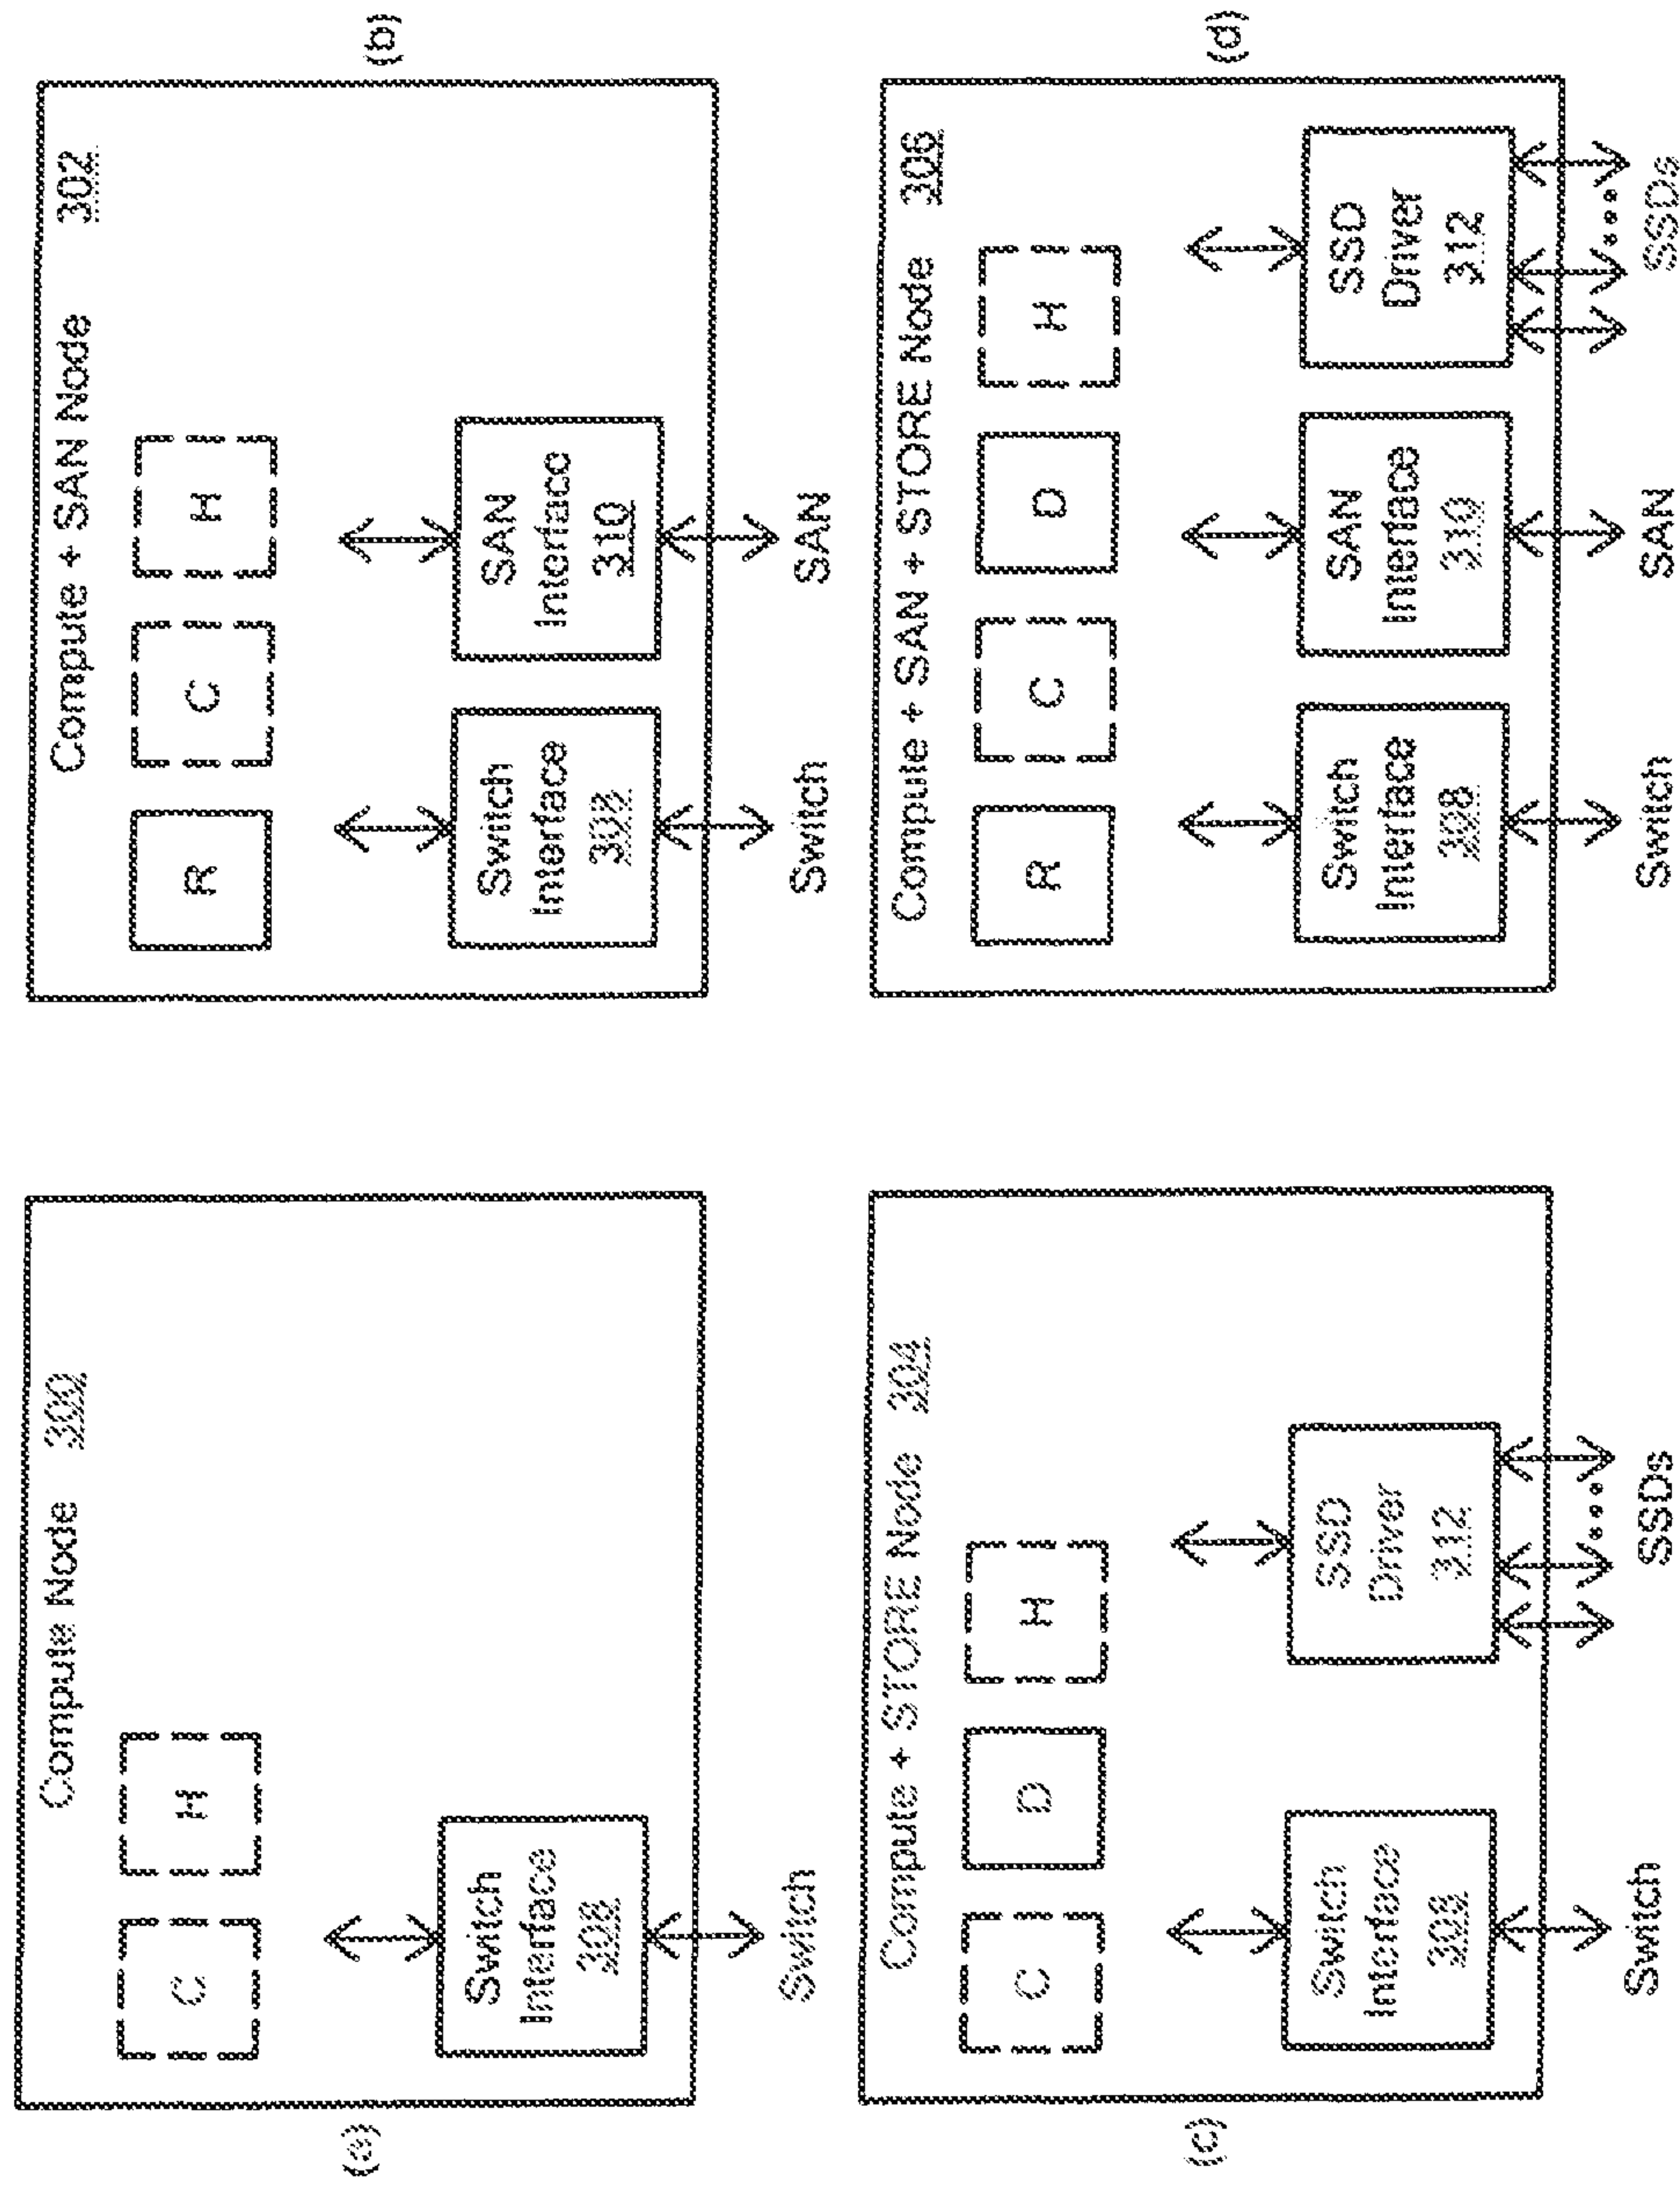 (a)
Compute Node 300
C
H
Switch
Interface
308
Switch
(b)
Compute + SAN Node 302
R
C
H
Switch
Interface
308
SAN
Interface
310
Switch
SAN
(c)
Compute + STORE Node 304
C
D
H
Switch
Interface
308
SSD
Driver
312
Switch
SSDs
(d)
Compute + SAN + STORE Node 306
R
C
D
H
Switch
Interface
308
SAN
Interface
310
SSD
Driver
312
Switch
SAN
SSDs